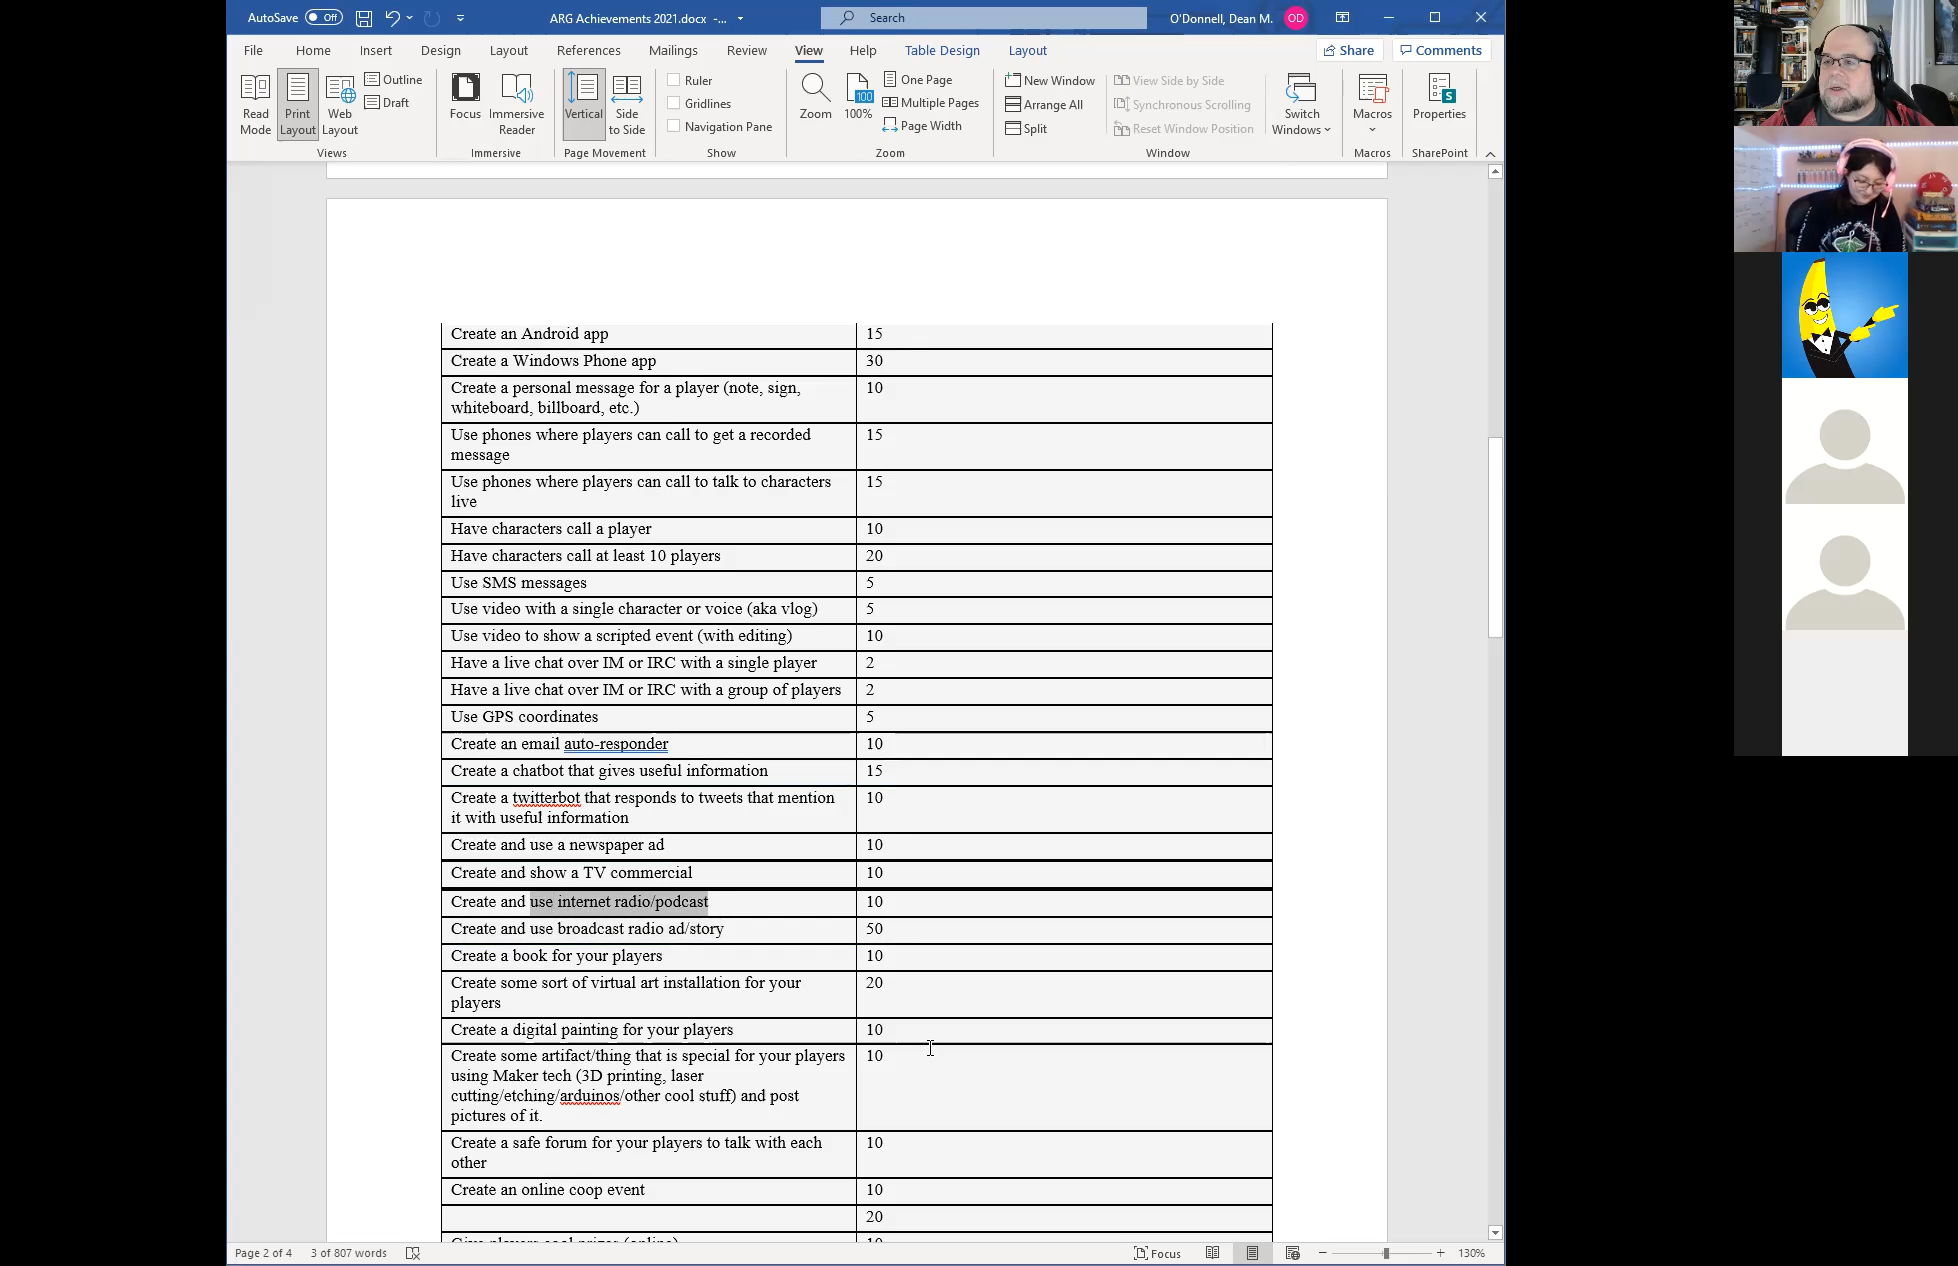 AutoSave Off ARG Achievements 2021.docx -... Search O'Donnell, Dean M. OD
File Home Insert Design Layout References Mailings Review View Help Table Design Layout Share Comments
Read Mode
Print Layout
Web Layout
Outline
Draft
Views
Focus
Immersive Reader
Immersive
Vertical
Side to Side
Page Movement
Ruler
Gridlines
Navigation Pane
Show
Zoom
100
100%
One Page
Multiple Pages
Page Width
Zoom
New Window
Arrange All
Split
View Side by Side
Synchronous Scrolling
Reset Window Position
Switch Windows
Window
Macros
Macros
S
Properties
SharePoint
Create an Android app 15
Create a Windows Phone app 30
Create a personal message for a player (note, sign, 10
whiteboard, billboard, etc.)
Use phones where players can call to get a recorded 15
message
Use phones where players can call to talk to characters 15
live
Have characters call a player 10
Have characters call at least 10 players 20
Use SMS messages 5
Use video with a single character or voice (aka vlog) 5
Use video to show a scripted event (with editing) 10
Have a live chat over IM or IRC with a single player 2
Have a live chat over IM or IRC with a group of players 2
Use GPS coordinates 5
Create an email auto-responder 10
Create a chatbot that gives useful information 15
Create a twitterbot that responds to tweets that mention 10
it with useful information
Create and use a newspaper ad 10
Create and show a TV commercial 10
Create and use internet radio/podcast 10
Create and use broadcast radio ad/story 50
Create a book for your players 10
Create some sort of virtual art installation for your 20
players
Create a digital painting for your players 10
Create some artifact/thing that is special for your players 10
using Maker tech (3D printing, laser
cutting/etching/arduinos/other cool stuff) and post
pictures of it.
Create a safe forum for your players to talk with each 10
other
Create an online coop event 10
20
Give players cool prizes (online) 10
Page 2 of 4 3 of 807 words Focus 130%